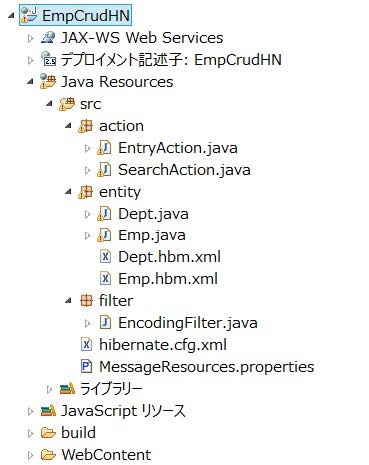 EmpCrudHN
JAX-WS Web Services
デプロイメント記述子: EmpCrudHN
Java Resources
src
action
EntryAction.java
SearchAction.java
entity
Dept.java
Emp.java
Dept.hbm.xml
Emp.hbm.xml
filter
EncodingFilter.java
hibernate.cfg.xml
MessageResources.properties
ライブラリー
JavaScript リソース
build
WebContent